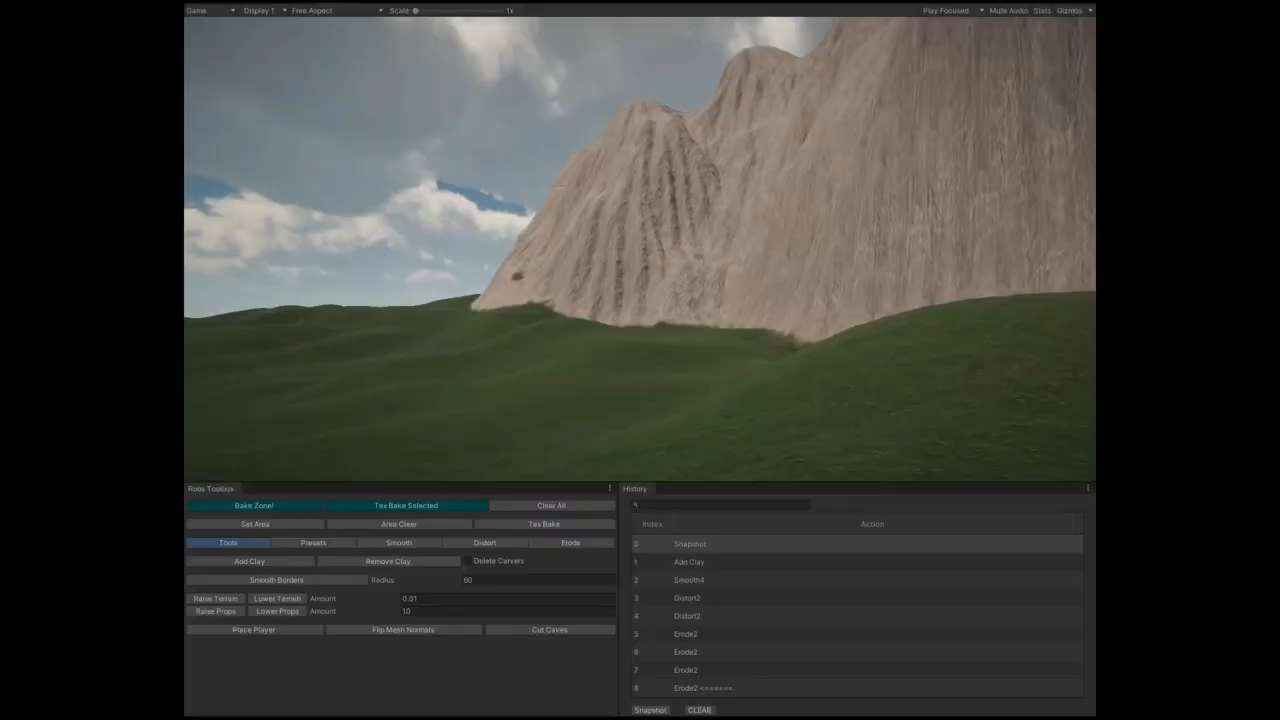 Game Display 1 Free Aspect Scale 1x Play Focused Mute Audio Stats Gizmos
Robs Toolbox
Bake Zone! Tex Bake Selected Clear All
Set Area Area Clear Tex Bake
Tools Presets Smooth Distort Erode
Add Clay Remove Clay Delete Carvers
Smooth Borders Radius 60
Raise Terrain Lower Terrain Amount 0.01
Raise Props Lower Props Amount 10
Place Player Flip Mesh Normals Cut Caves
History
Index Action
0 Snapshot
1 Add Clay
2 Smooth4
3 Distort2
4 Distort2
5 Erode2
6 Erode2
7 Erode2
8 Erode2 <=======
Snapshot CLEAR